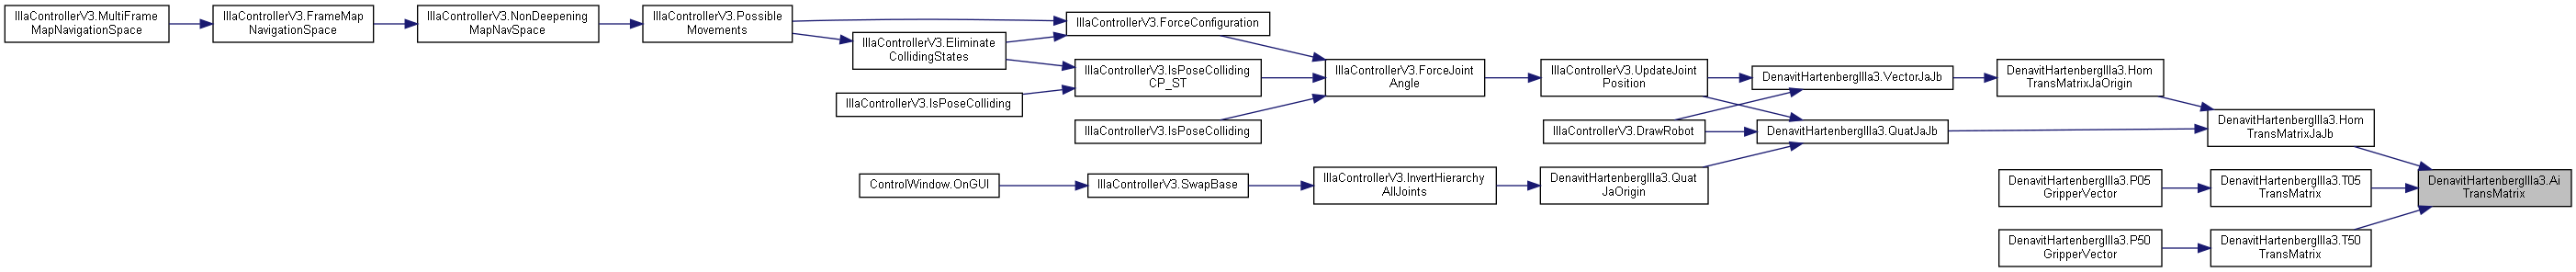 IllaControllerV3.MultiFrame
MapNavigationSpace
IllaControllerV3.FrameMap
NavigationSpace
IllaControllerV3.NonDeepening
MapNavSpace
IllaControllerV3.Possible
Movements
IllaControllerV3.Eliminate
CollidingStates
IllaControllerV3.IsPoseColliding
IllaControllerV3.ForceConfiguration
IllaControllerV3.IsPoseColliding
CP_ST
IllaControllerV3.IsPoseColliding
IllaControllerV3.ForceJoint
Angle
IllaControllerV3.UpdateJoint
Position
IllaControllerV3.DrawRobot
DenavitHartenbergIlla3.VectorJaJb
DenavitHartenbergIlla3.QuatJaJb
DenavitHartenbergIlla3.Hom
TransMatrixJaOrigin
DenavitHartenbergIlla3.Hom
TransMatrixJaJb
ControlWindow.OnGUI
IllaControllerV3.SwapBase
IllaControllerV3.InvertHierarchy
AllJoints
DenavitHartenbergIlla3.Quat
JaOrigin
DenavitHartenbergIlla3.P05
GripperVector
DenavitHartenbergIlla3.T05
TransMatrix
DenavitHartenbergIlla3.Ai
TransMatrix
DenavitHartenbergIlla3.P50
GripperVector
DenavitHartenbergIlla3.T50
TransMatrix